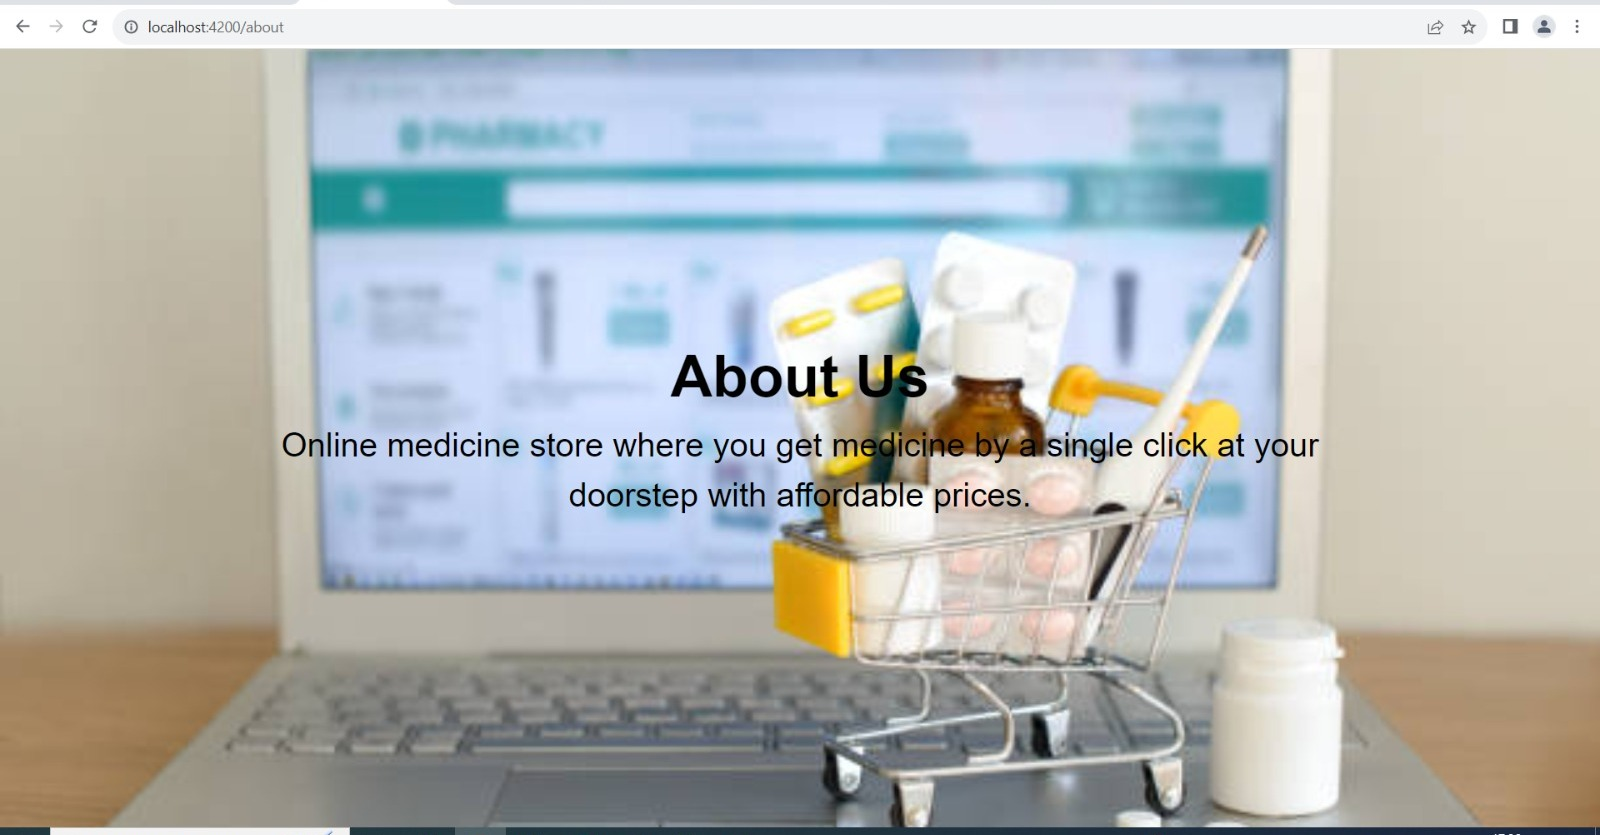 localhost:4200/about
PHARMACY
About Us
Online medicine store where you get medicine by a single click at your
doorstep with affordable prices.